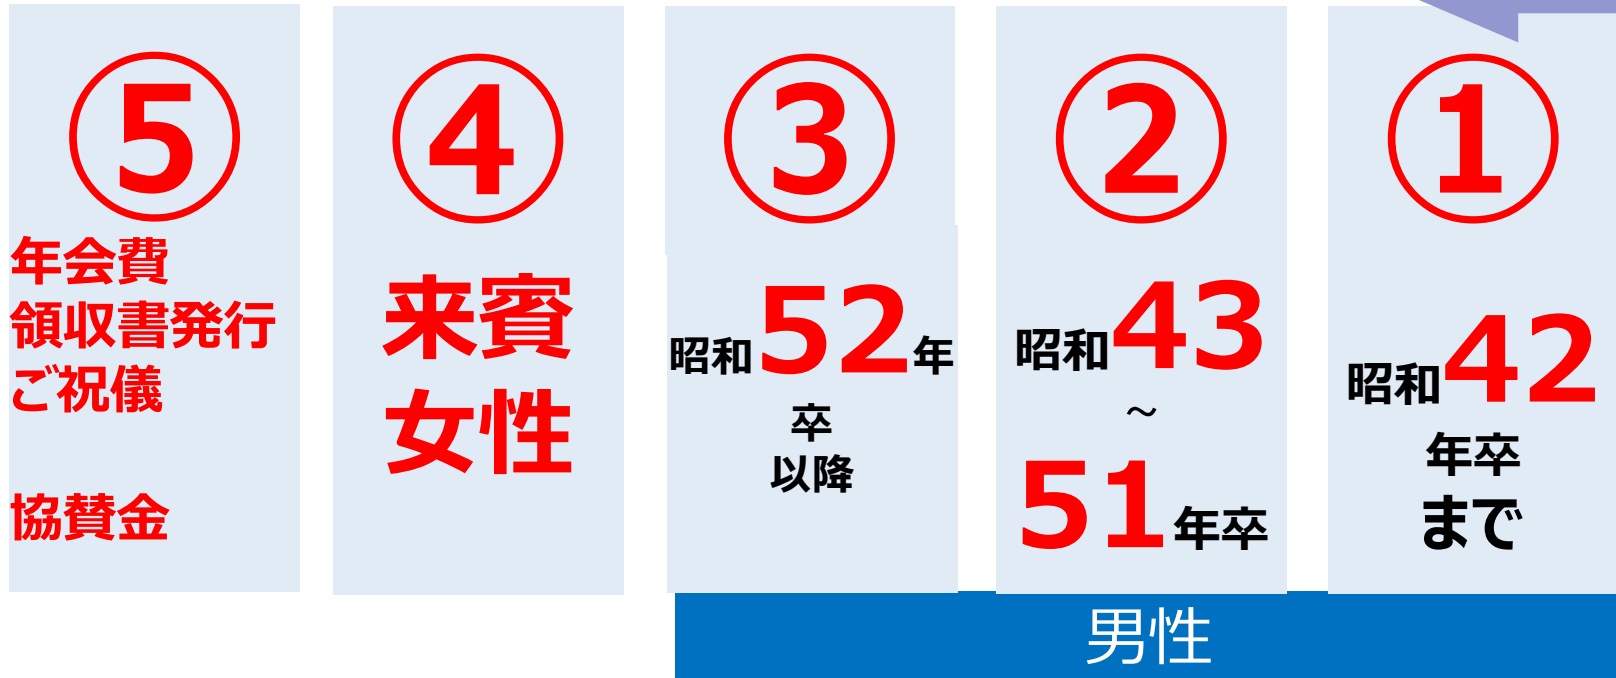 ⑤
年会費
領収書発行
ご祝儀
協賛金
④
来賓
女性
③
昭和52年
卒
以降
②
昭和43
~
51年卒
①
昭和42
年卒
まで
男性